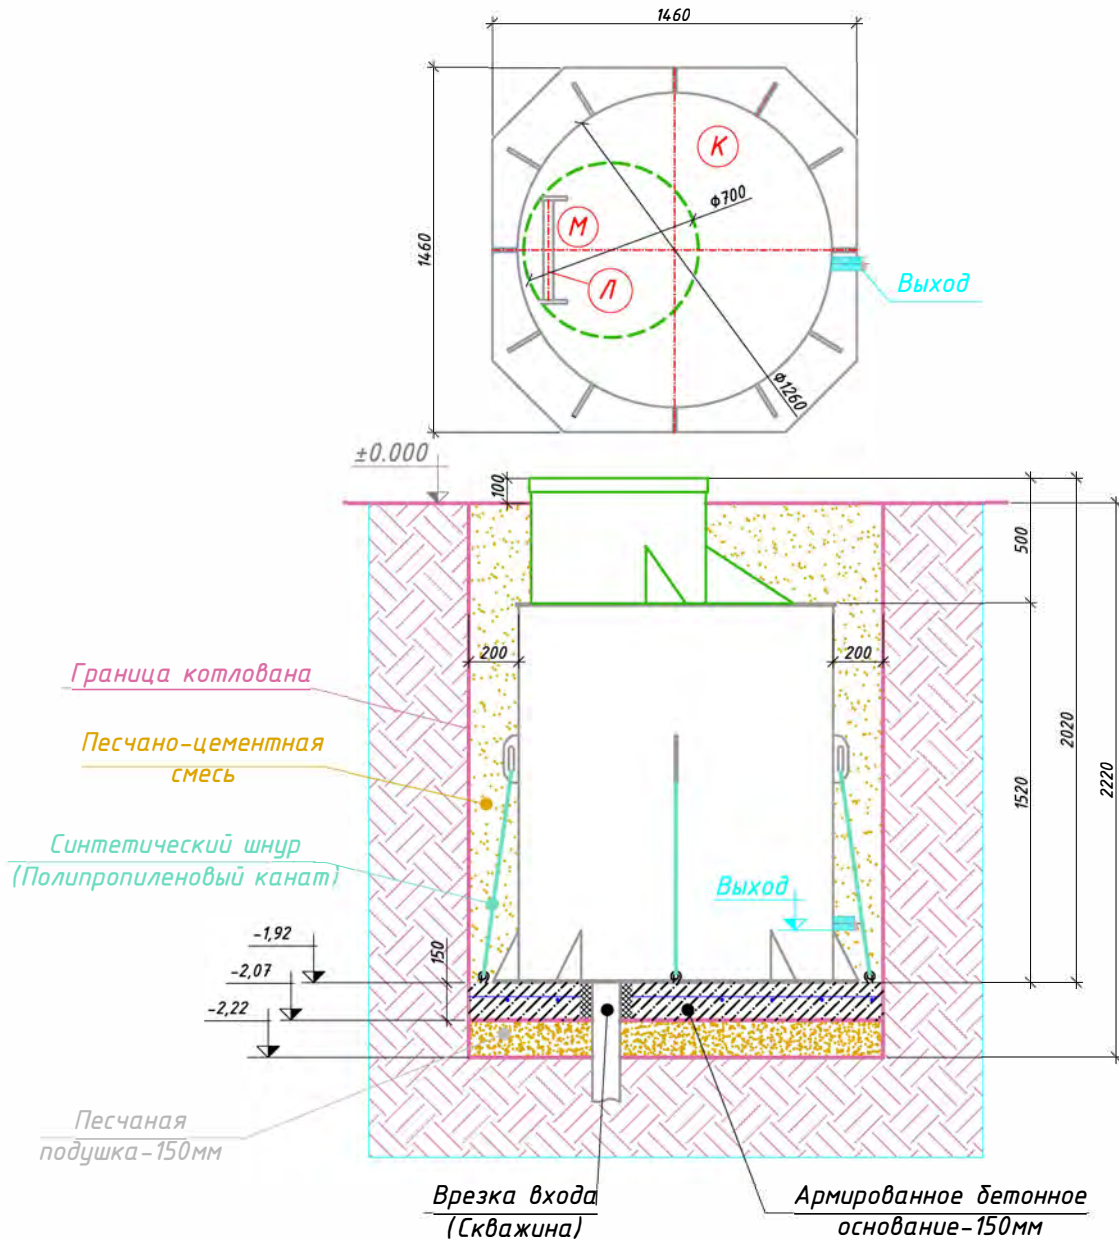 1460
1460
К
ϕ700
М
Л
Выход
ϕ1260
±0.000
100
500
200
200
Граница котлована
2020
Песчано-цементная
смесь
1520
2220
Синтетический шнур
(Полипропиленовый канат)
Выход
-1,92
150
-2,07
-2,22
Песчаная
подушка-150мм
Врезка входа
(Скважина)
Армированное бетонное
основание-150мм